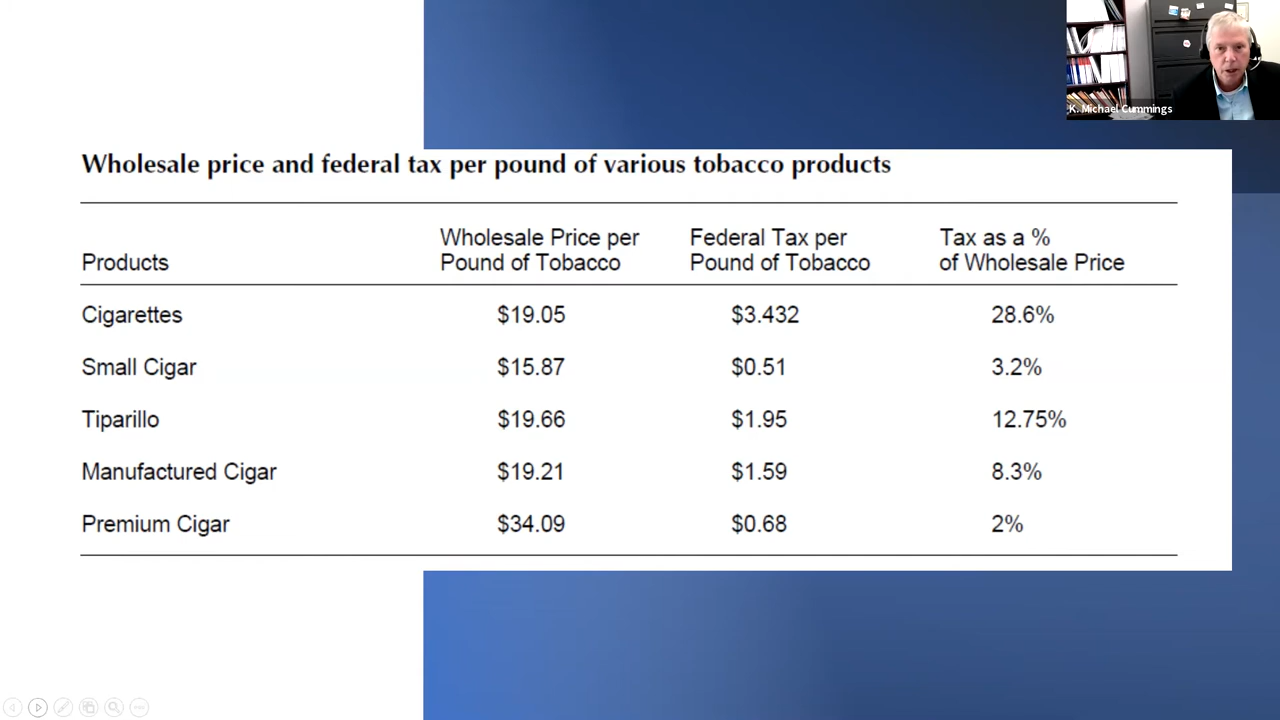 K. Michael Cummings
Wholesale price and federal tax per pound of various tobacco products
Products
Wholesale Price per
Pound of Tobacco
Federal Tax per
Pound of Tobacco
Tax as a %
of Wholesale Price
Cigarettes $19.05 $3.432 28.6%
Small Cigar $15.87 $0.51 3.2%
Tiparillo $19.66 $1.95 12.75%
Manufactured Cigar $19.21 $1.59 8.3%
Premium Cigar $34.09 $0.68 2%